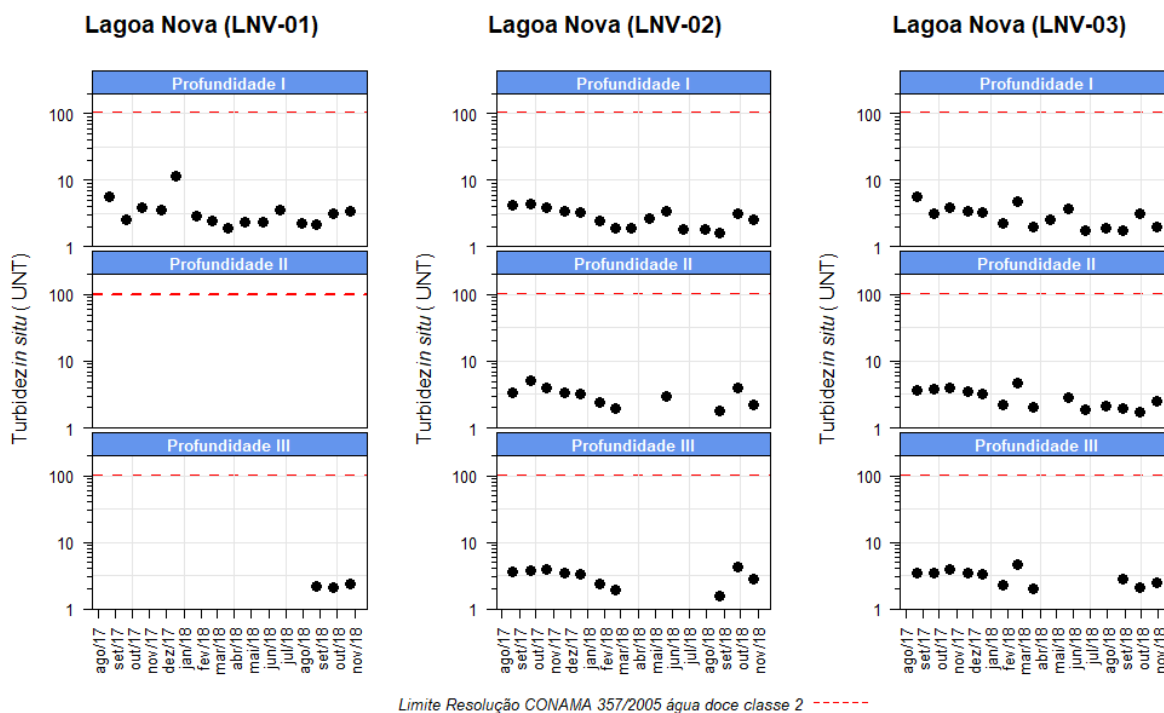 Lagoa Nova (LNV-01)
Profundidade I
100
10
1
Profundidade II
100
10
1
Profundidade III
100
10
1
Turbidez in situ ( UNT)
ago/17
set/17
out/17
nov/17
dez/17
jan/18
fev/18
mar/18
abr/18
mai/18
jun/18
jul/18
ago/18
set/18
out/18
nov/18
Lagoa Nova (LNV-02)
Profundidade I
100
10
1
Profundidade II
100
10
1
Profundidade III
100
10
1
Turbidez in situ ( UNT)
ago/17
set/17
out/17
nov/17
dez/17
jan/18
fev/18
mar/18
abr/18
mai/18
jun/18
jul/18
ago/18
set/18
out/18
nov/18
Lagoa Nova (LNV-03)
Profundidade I
100
10
1
Profundidade II
100
10
1
Profundidade III
100
10
1
Turbidez in situ ( UNT)
ago/17
set/17
out/17
nov/17
dez/17
jan/18
fev/18
mar/18
abr/18
mai/18
jun/18
jul/18
ago/18
set/18
out/18
nov/18
Limite Resolução CONAMA 357/2005 água doce classe 2